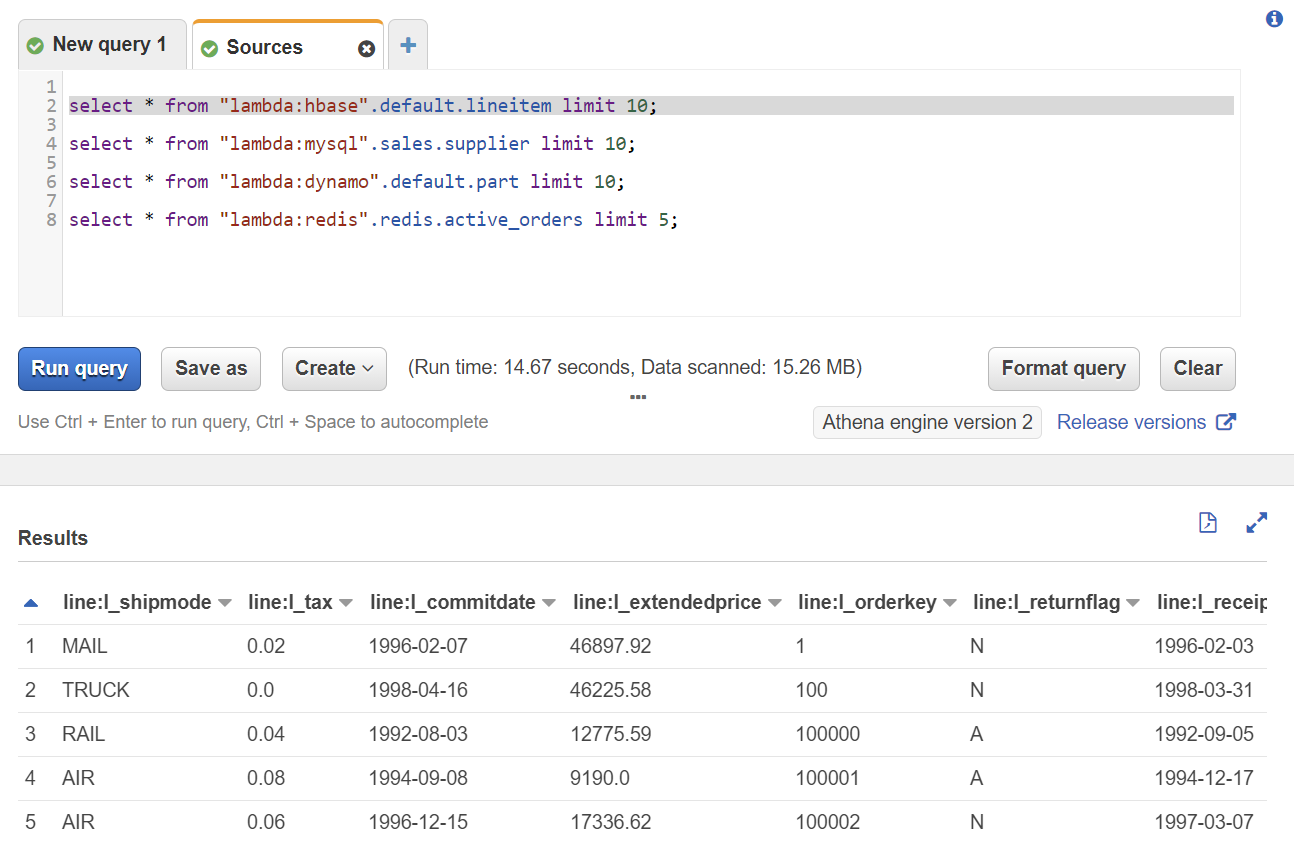 New query 1 Sources
1
2 select * from "lambda:hbase".default.lineitem limit 10;
3
4 select * from "lambda:mysql".sales.supplier limit 10;
5
6 select * from "lambda:dynamo".default.part limit 10;
7
8 select * from "lambda:redis".redis.active_orders limit 5;
Run query Save as Create (Run time: 14.67 seconds, Data scanned: 15.26 MB) Format query Clear
Use Ctrl + Enter to run query, Ctrl + Space to autocomplete Athena engine version 2 Release versions
Results
line:l_shipmode line:l_tax line:l_commitdate line:l_extendedprice line:l_orderkey line:l_returnflag line:l_receip
1 MAIL 0.02 1996-02-07 46897.92 1 N 1996-02-03
2 TRUCK 0.0 1998-04-16 46225.58 100 N 1998-03-31
3 RAIL 0.04 1992-08-03 12775.59 100000 A 1992-09-05
4 AIR 0.08 1994-09-08 9190.0 100001 A 1994-12-17
5 AIR 0.06 1996-12-15 17336.62 100002 N 1997-03-07